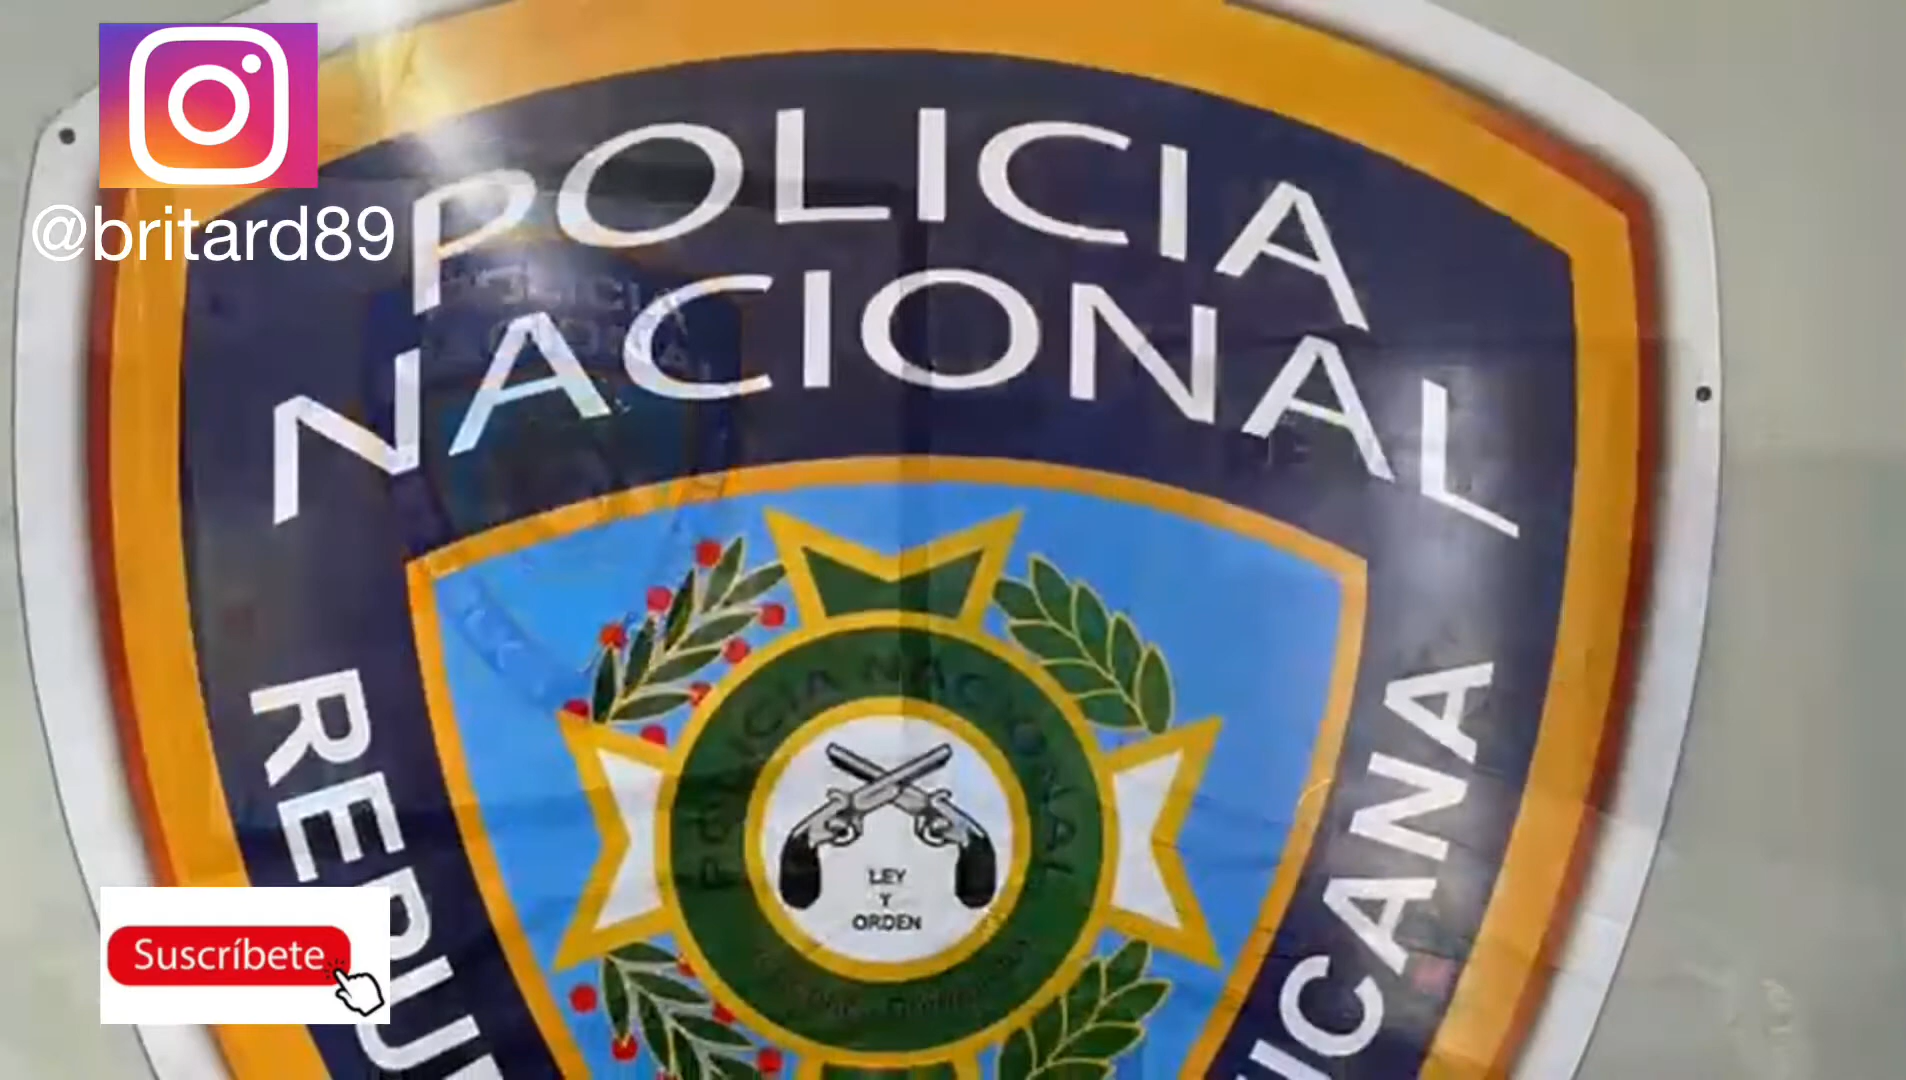 @britard89
POLICIA
NACIONAL
REPU
ICANA
POLICIA NACIONAL
LEY
Y
ORDEN
Suscríbete